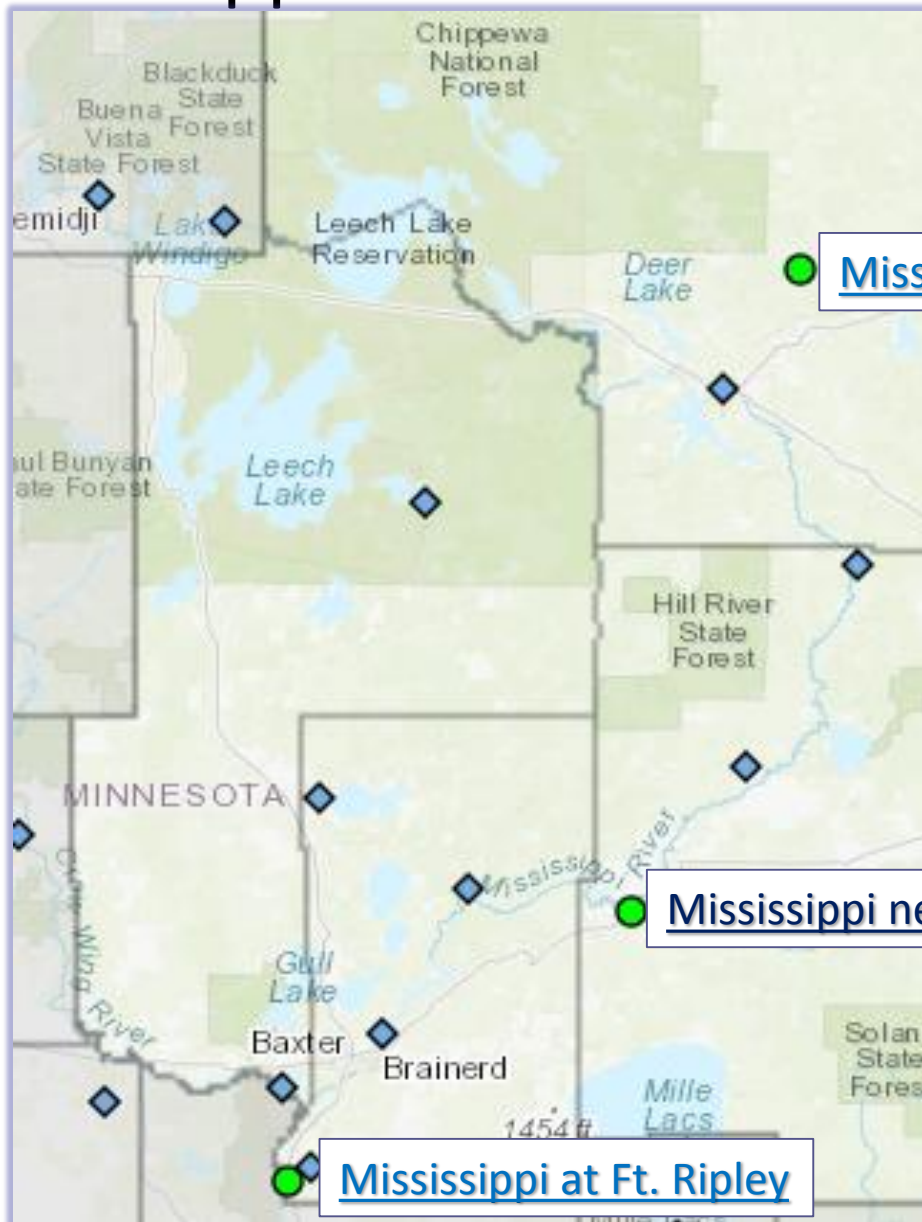 Chippewa
National
Forest
Blackduck
State
Forest
Buena
Vista
State Forest
emidji
Lake
Windigo
Leech Lake
Reservation
Deer
Lake
Miss
ul Bunyan
ate Forest
Leech
Lake
Hill River
State
Forest
MINNESOTA
Mississippi River
Mississippi ne
Crow Wing River
Gull
Lake
Baxter
Brainerd
Solan
State
Fores
Mille
Lacs
1454 ft
Mississippi at Ft. Ripley